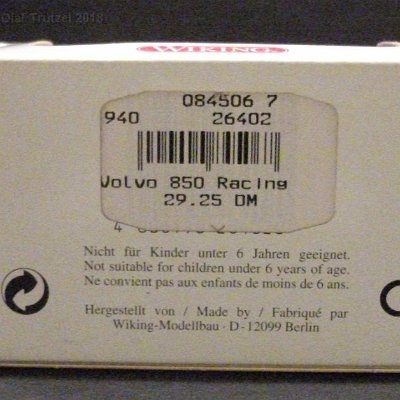 Olaf Trützel 2018
WIKING
084506 7
940 26402
Volvo 850 Racing
29.25 DM
Nicht für Kinder unter 6 Jahren geeignet.
Not suitable for children under 6 years of age.
Ne convient pas aux enfants de moins de 6 ans.
Hergestellt von / Made by / Fabriqué par
Wiking-Modellbau · D-12099 Berlin